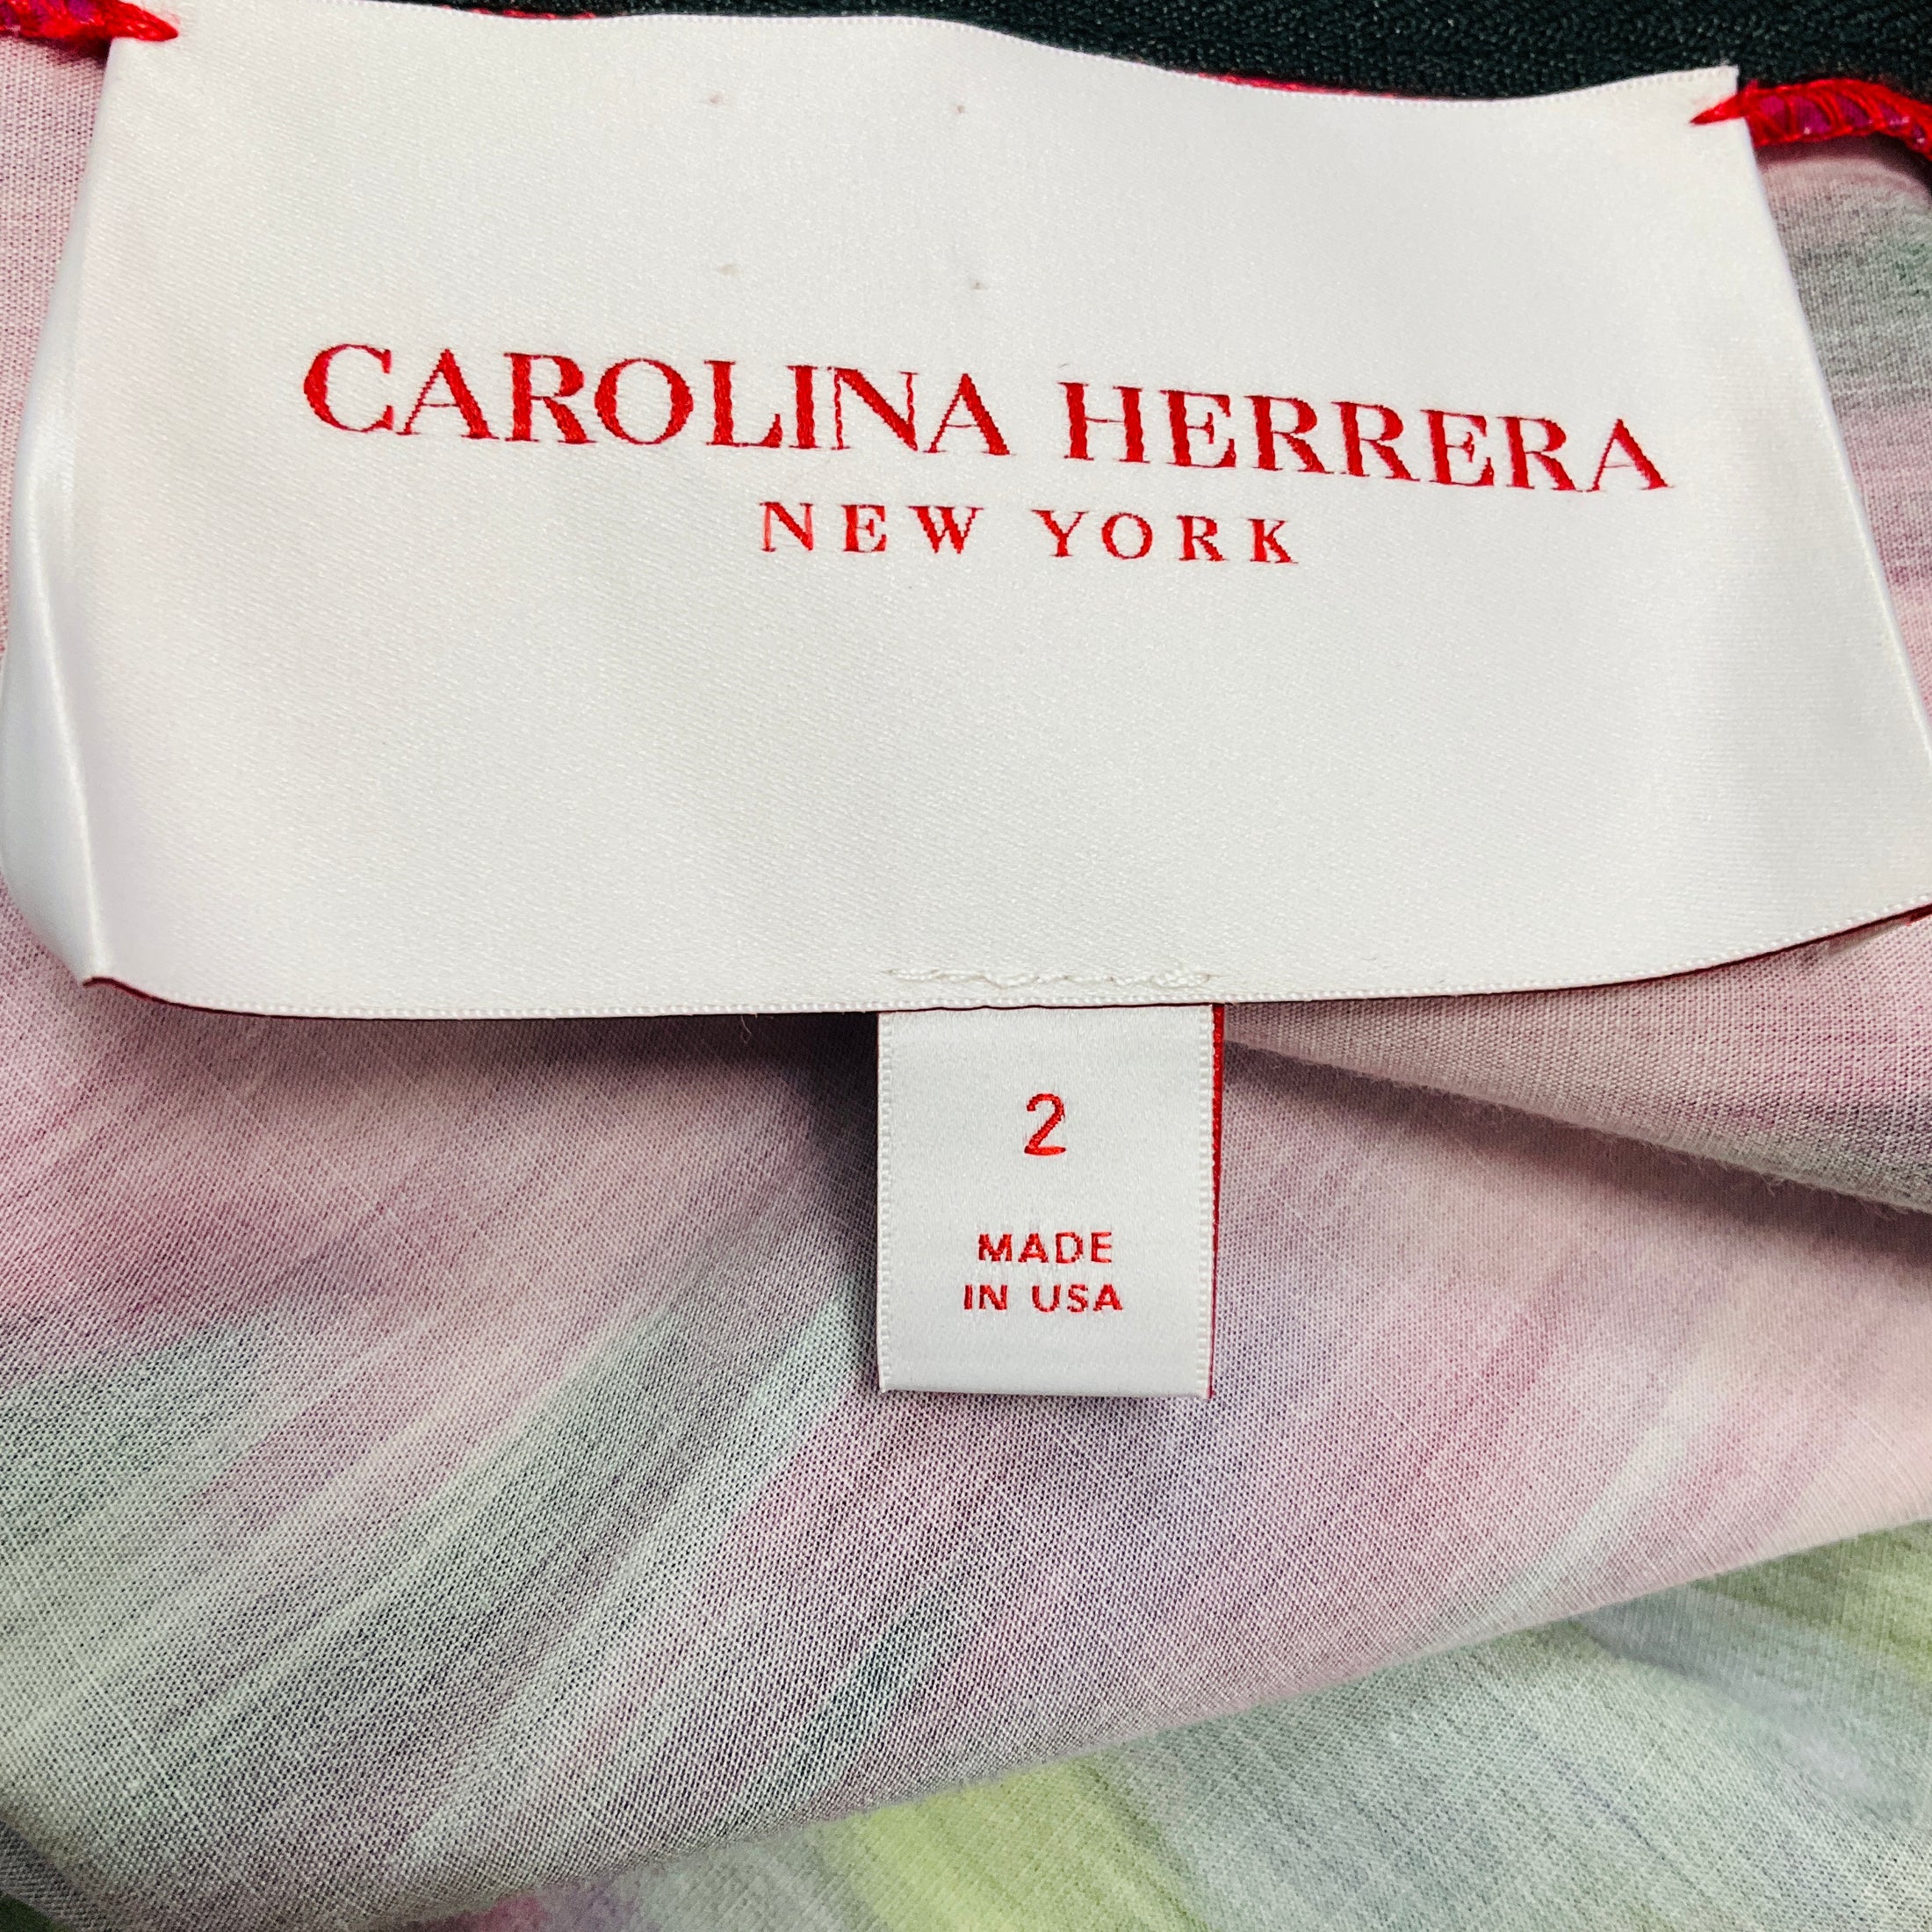 CAROLINA HERRERA
NEW YORK
2
MADE
IN USA